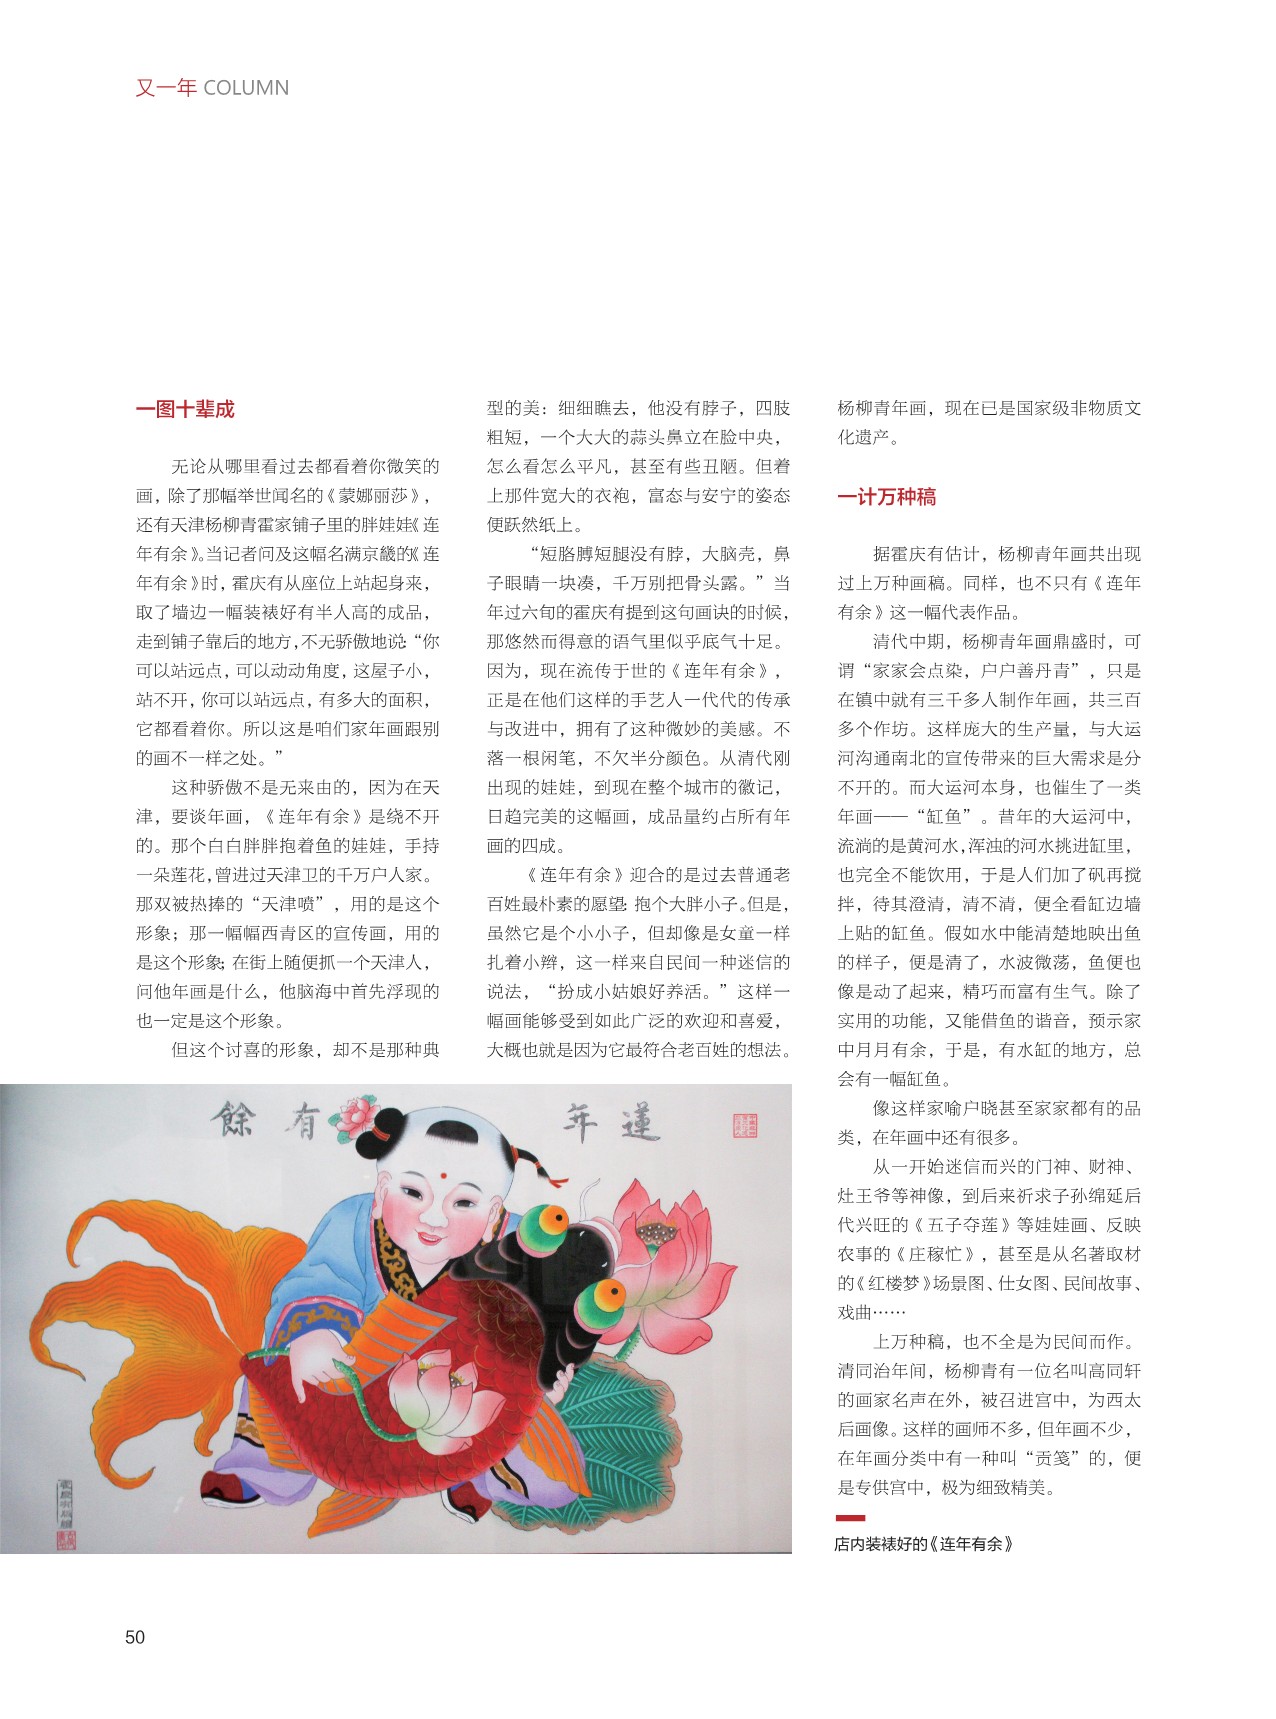 又一年 COLUMN
一图十辈成
无论从哪里看过去都看着你微笑的
画，除了那幅举世闻名的《蒙娜丽莎》，
还有天津杨柳青霍家铺子里的胖娃娃《连
年有余》。当记者问及这幅名满京畿的《连
年有余》时，霍庆有从座位上站起身来，
取了墙边一幅装裱好有半人高的成品，
走到铺子靠后的地方，不无骄傲地说：“你
可以站远点，可以动动角度，这屋子小，
站不开，你可以站远点，有多大的面积，
它都看着你。所以这是咱们家年画跟别
的画不一样之处。”
这种骄傲不是无来由的，因为在天
津，要谈年画，《连年有余》是绕不开
的。那个白白胖胖抱着鱼的娃娃，手持
一朵莲花，曾进过天津卫的千万户人家。
那双被热捧的“天津喷”，用的是这个
形象；那一幅幅西青区的宣传画，用的
是这个形象；在街上随便抓一个天津人，
问他年画是什么，他脑海中首先浮现的
也一定是这个形象。
但这个讨喜的形象，却不是那种典
型的美：细细瞧去，他没有脖子，四肢
粗短，一个大大的蒜头鼻立在脸中央，
怎么看怎么平凡，甚至有些丑陋。但着
上那件宽大的衣袍，富态与安宁的姿态
便跃然纸上。
“短胳膊短腿没有脖，大脑壳，鼻
子眼睛一块凑，千万别把骨头露。”当
年过六旬的霍庆有提到这句画诀的时候，
那悠然而得意的语气里似乎底气十足。
因为，现在流传于世的《连年有余》，
正是在他们这样的手艺人一代代的传承
与改进中，拥有了这种微妙的美感。不
落一根闲笔，不欠半分颜色。从清代刚
出现的娃娃，到现在整个城市的徽记，
日趋完美的这幅画，成品量约占所有年
画的四成。
《连年有余》迎合的是过去普通老
百姓最朴素的愿望：抱个大胖小子。但是，
虽然它是个小小子，但却像是女童一样
扎着小辫，这一样来自民间一种迷信的
说法，“扮成小姑娘好养活。”这样一
幅画能够受到如此广泛的欢迎和喜爱，
大概也就是因为它最符合老百姓的想法。
杨柳青年画，现在已是国家级非物质文
化遗产。
一计万种稿
据霍庆有估计，杨柳青年画共出现
过上万种画稿。同样，也不只有《连年
有余》这一幅代表作品。
清代中期，杨柳青年画鼎盛时，可
谓“家家会点染，户户善丹青”，只是
在镇中就有三千多人制作年画，共三百
多个作坊。这样庞大的生产量，与大运
河沟通南北的宣传带来的巨大需求是分
不开的。而大运河本身，也催生了一类
年画——“缸鱼”。昔年的大运河中，
流淌的是黄河水，浑浊的河水挑进缸里，
也完全不能饮用，于是人们加了矾再搅
拌，待其澄清，清不清，便全看缸边墙
上贴的缸鱼。假如水中能清楚地映出鱼
的样子，便是清了，水波微荡，鱼便也
像是动了起来，精巧而富有生气。除了
实用的功能，又能借鱼的谐音，预示家
中月月有余，于是，有水缸的地方，总
会有一幅缸鱼。
像这样家喻户晓甚至家家都有的品
类，在年画中还有很多。
从一开始迷信而兴的门神、财神、
灶王爷等神像，到后来祈求子孙绵延后
代兴旺的《五子夺莲》等娃娃画、反映
农事的《庄稼忙》，甚至是从名著取材
的《红楼梦》场景图、仕女图、民间故事、
戏曲……
上万种稿，也不全是为民间而作。
清同治年间，杨柳青有一位名叫高同轩
的画家名声在外，被召进宫中，为西太
后画像。这样的画师不多，但年画不少，
在年画分类中有一种叫“贡笺”的，便
是专供宫中，极为细致精美。
餘 有 年 蓮
店内装裱好的《连年有余》
50